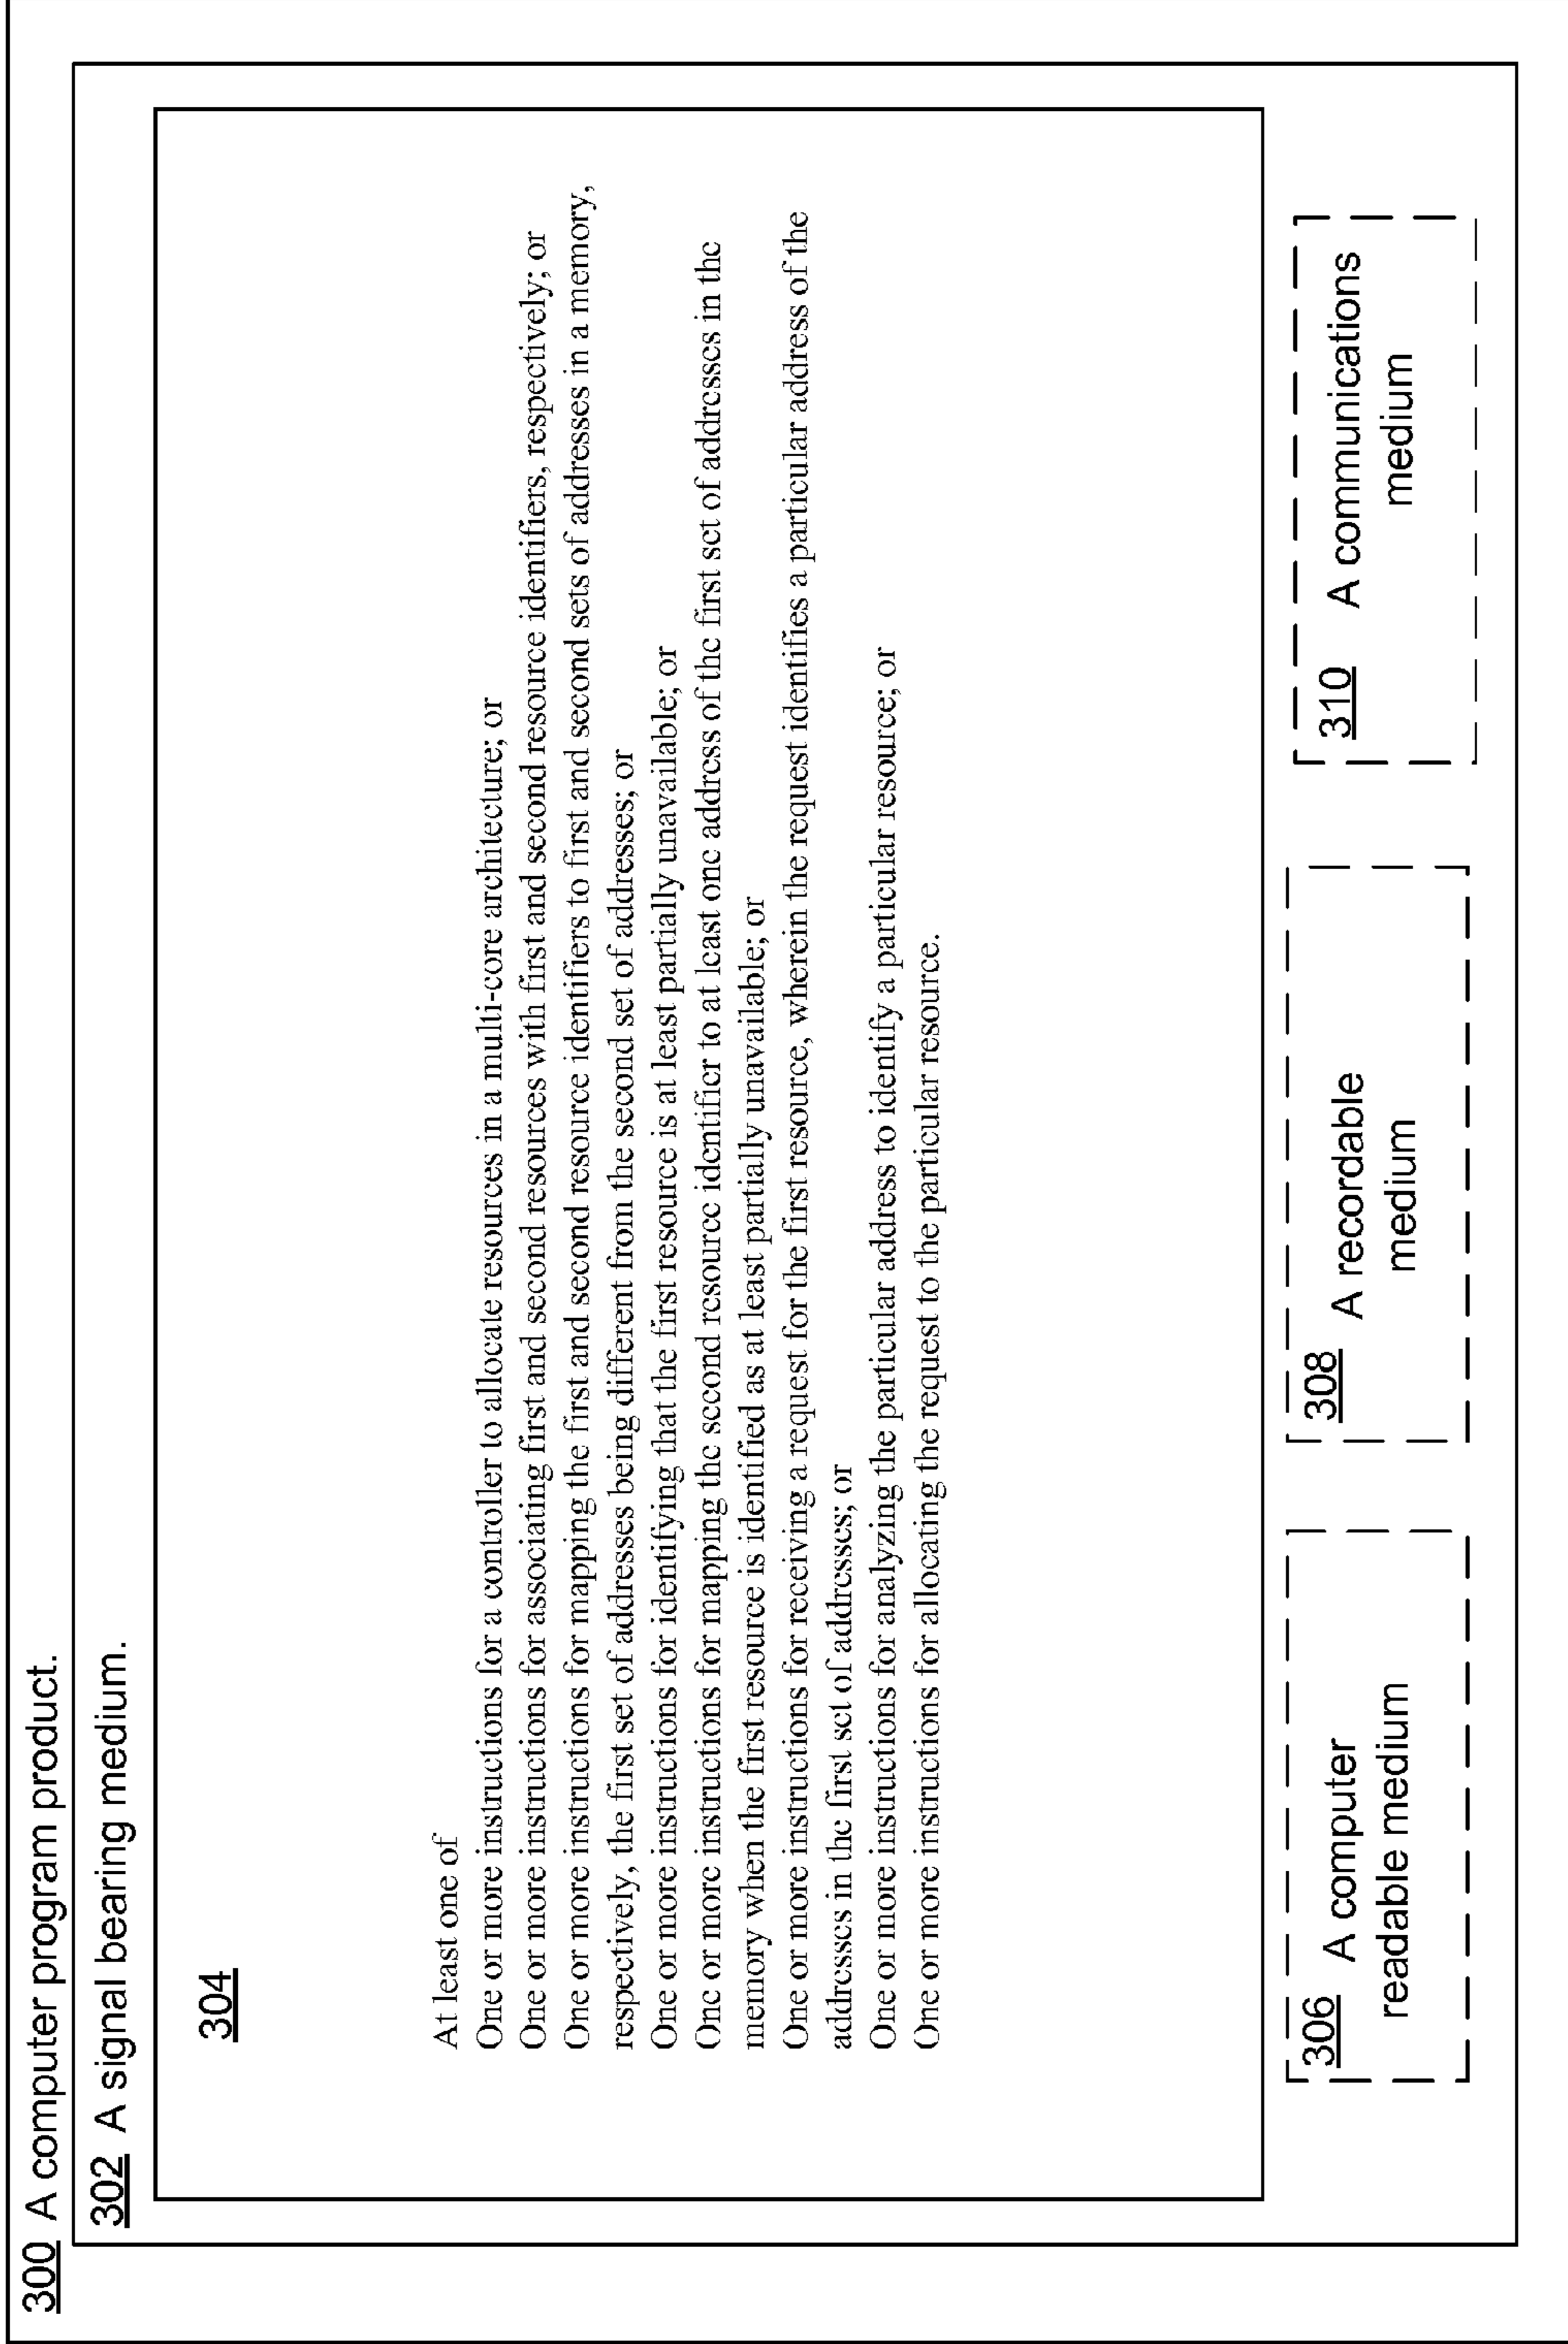 300 A computer program product.
302 A signal bearing medium.
304
At least one of
One or more instructions for a controller to allocate resources in a multi-core architecture; or
One or more instructions for associating first and second resources with first and second resource identifiers, respectively; or
One or more instructions for mapping the first and second resource identifiers to first and second sets of addresses in a memory,
respectively, the first set of addresses being different from the second set of addresses; or
One or more instructions for identifying that the first resource is at least partially unavailable; or
One or more instructions for mapping the second resource identifier to at least one address of the first set of addresses in the
memory when the first resource is identified as at least partially unavailable; or
One or more instructions for receiving a request for the first resource, wherein the request identifies a particular address of the
addresses in the first set of addresses; or
One or more instructions for analyzing the particular address to identify a particular resource; or
One or more instructions for allocating the request to the particular resource.
306 A computer
readable medium
308 A recordable
medium
310 A communications
medium